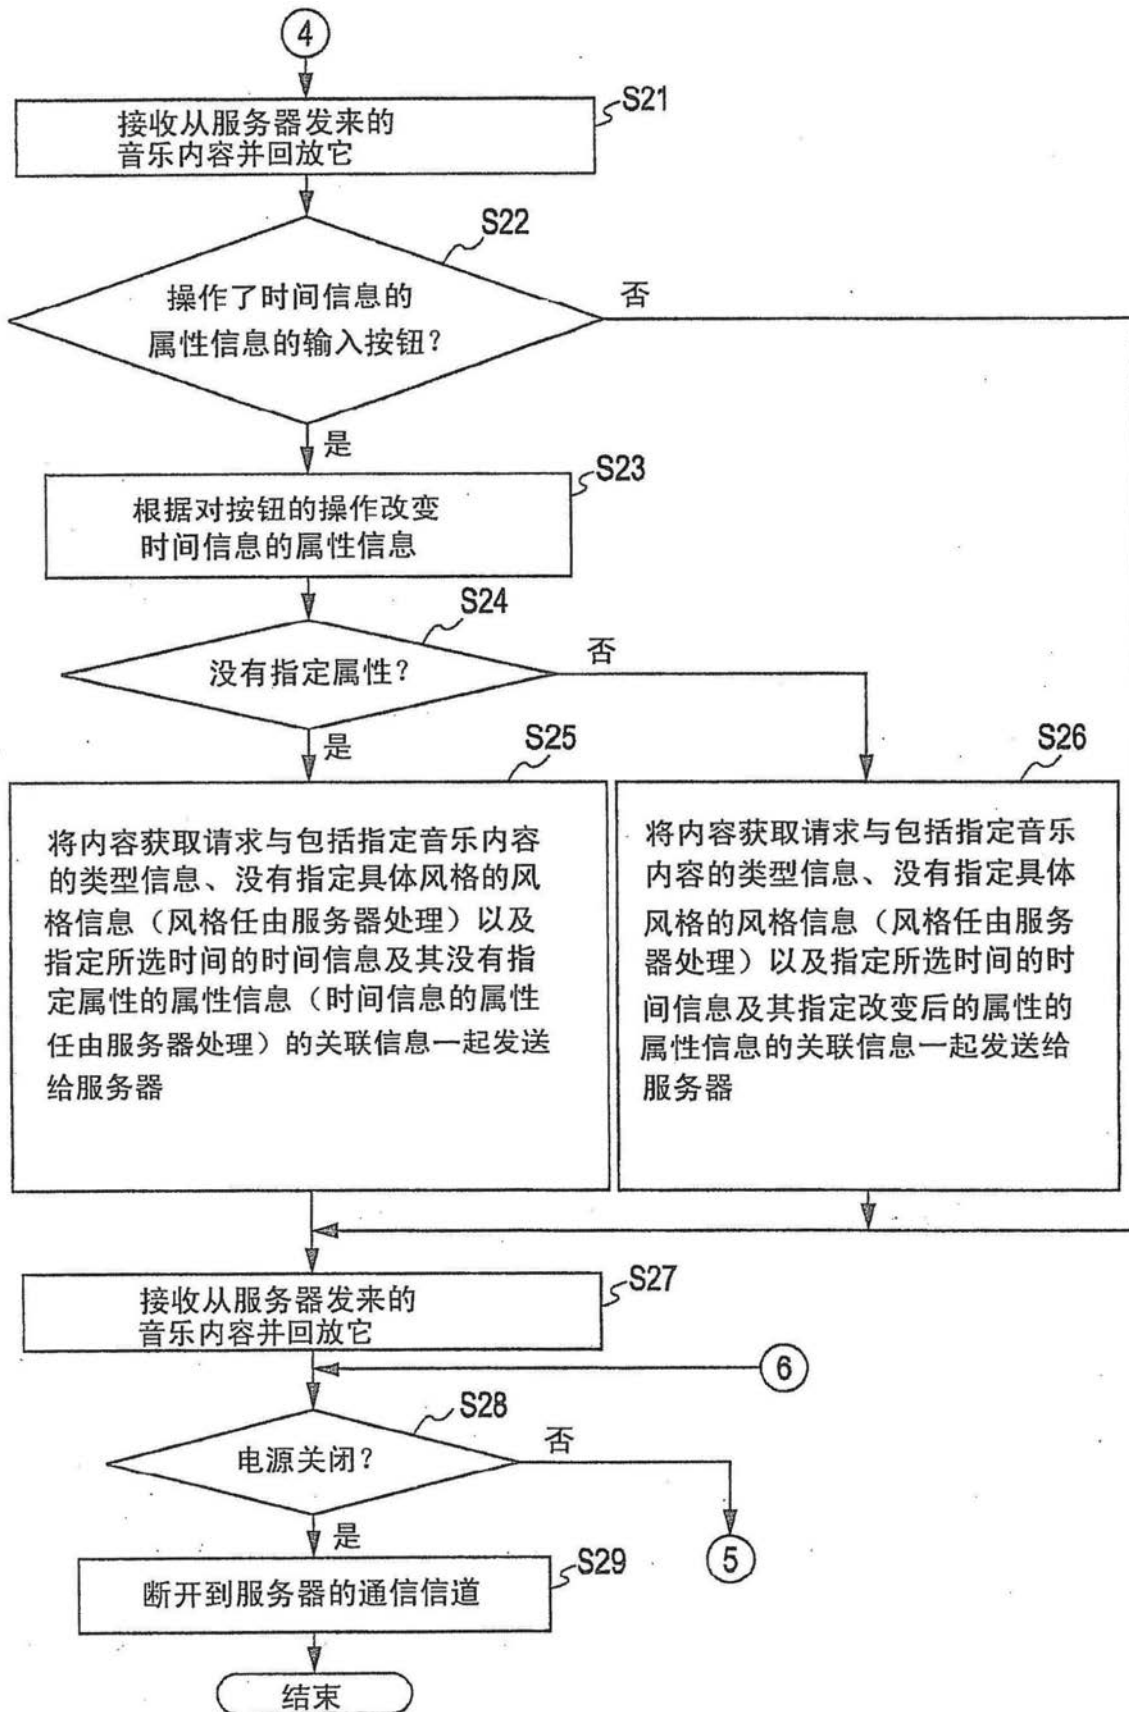 4
接收从服务器发来的
音乐内容并回放它
S21
S22
操作了时间信息的
属性信息的输入按钮？
否
是
S23
根据对按钮的操作改变
时间信息的属性信息
S24
没有指定属性？
否
是
S25
将内容获取请求与包括指定音乐内容
的类型信息、没有指定具体风格的风
格信息（风格任由服务器处理）以及
指定所选时间的时间信息及其没有指
定属性的属性信息（时间信息的属性
任由服务器处理）的关联信息一起发送
给服务器
S26
将内容获取请求与包括指定音乐
内容的类型信息、没有指定具体
风格的风格信息（风格任由服务
器处理）以及指定所选时间的时
间信息及其指定改变后的属性的
属性信息的关联信息一起发送给
服务器
S27
接收从服务器发来的
音乐内容并回放它
6
S28
电源关闭？
否
是
5
S29
断开到服务器的通信信道
结束